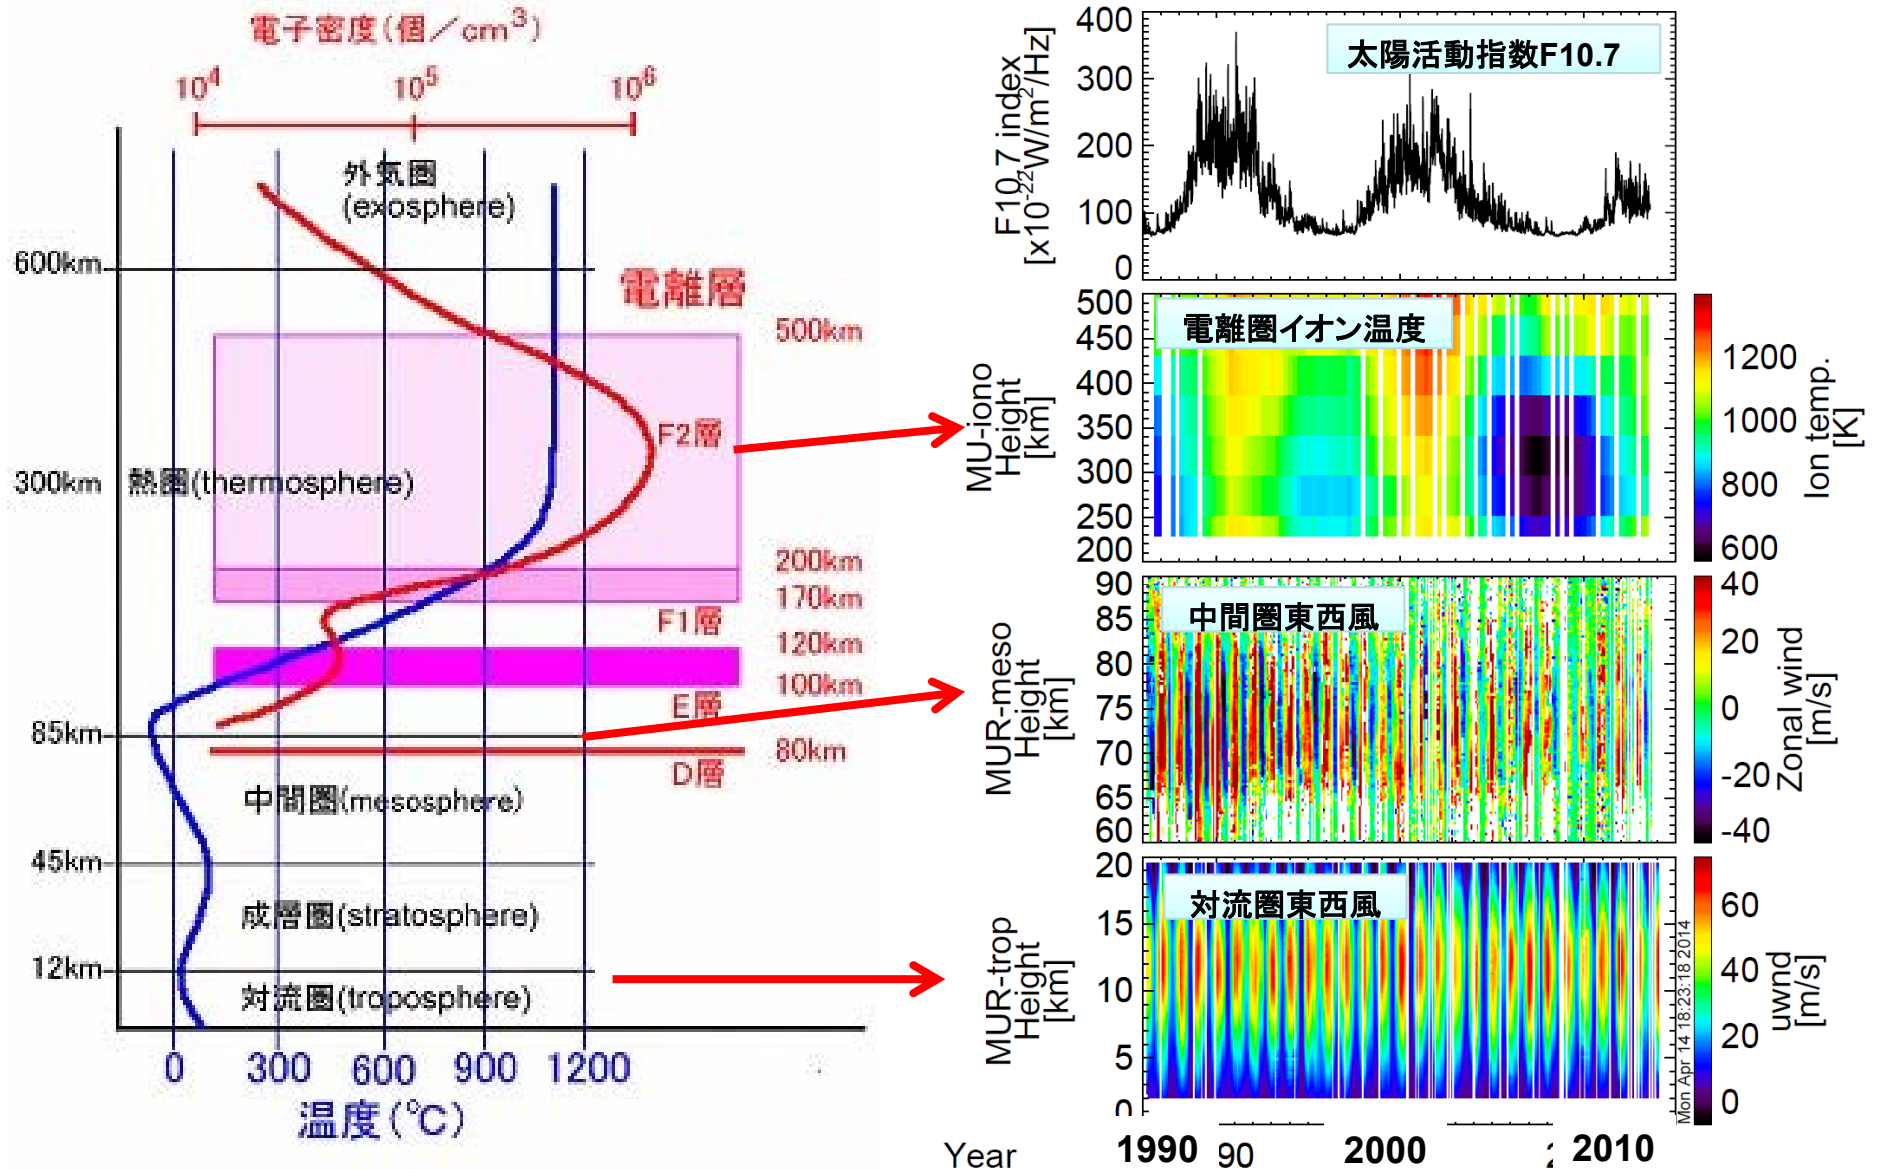 電子密度(個／cm³)
10⁴ 10⁵ 10⁶
外気圏
(exosphere)
600km
電離層
500km
F2層
300km
熱圏(thermosphere)
200km
170km
F1層
120km
100km
E層
85km
80km
D層
中間圏(mesosphere)
45km
成層圏(stratosphere)
12km
対流圏(troposphere)
0 300 600 900 1200
温度(℃)
太陽活動指数F10.7
F10.7 index
[x10⁻²²W/m²/Hz]
400
300
200
100
0
電離圏イオン温度
MU-iono
Height
[km]
500
450
400
350
300
250
200
1200
1000
800
600
Ion temp.
[K]
中間圏東西風
MUR-meso
Height
[km]
90
85
80
75
70
65
60
40
20
0
-20
-40
Zonal wind
[m/s]
対流圏東西風
MUR-trop
Height
[km]
20
15
10
5
0
60
40
20
0
uwnd
[m/s]
Mon Apr 14 18:23:18 2014
Year 1990 90 2000 2010